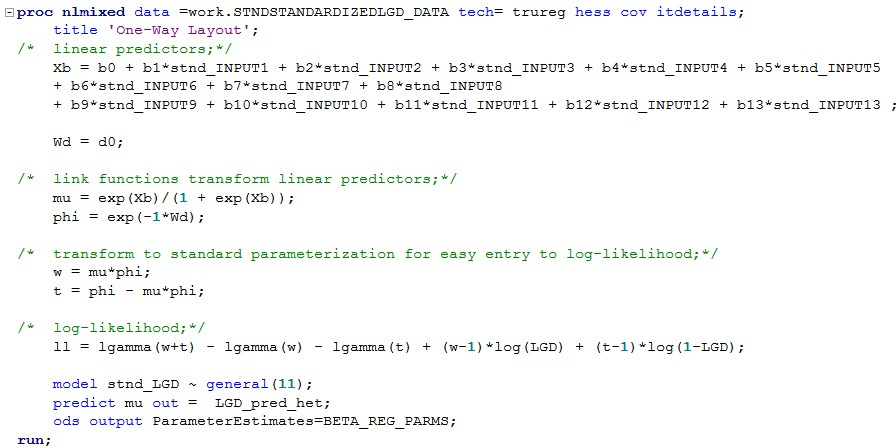 proc nlmixed data =work.STNDSTANDARDIZEDLGD_DATA tech= trureg hess cov itdetails;
title 'One-Way Layout';
/* linear predictors;*/
Xb = b0 + b1*stnd_INPUT1 + b2*stnd_INPUT2 + b3*stnd_INPUT3 + b4*stnd_INPUT4 + b5*stnd_INPUT5
+ b6*stnd_INPUT6 + b7*stnd_INPUT7 + b8*stnd_INPUT8
+ b9*stnd_INPUT9 + b10*stnd_INPUT10 + b11*stnd_INPUT11 + b12*stnd_INPUT12 + b13*stnd_INPUT13 ;
Wd = d0;
/* link functions transform linear predictors;*/
mu = exp(Xb)/(1 + exp(Xb));
phi = exp(-1*Wd);
/* transform to standard parameterization for easy entry to log-likelihood;*/
w = mu*phi;
t = phi - mu*phi;
/* log-likelihood;*/
ll = lgamma(w+t) - lgamma(w) - lgamma(t) + (w-1)*log(LGD) + (t-1)*log(1-LGD);
model stnd_LGD ~ general(ll);
predict mu out = LGD_pred_het;
ods output ParameterEstimates=BETA_REG_PARMS;
run;